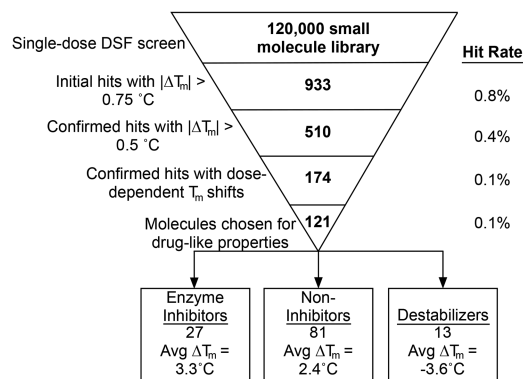 Single-dose DSF screen
120,000 small
molecule library
Hit Rate
Initial hits with |ΔTm| >
0.75 ˚C
933
0.8%
Confirmed hits with |ΔTm| >
0.5 ˚C
510
0.4%
Confirmed hits with dose-
dependent Tm shifts
174
0.1%
Molecules chosen for
drug-like properties
121
0.1%
Enzyme
Inhibitors
27
Avg ΔTm =
3.3˚C
Non-
Inhibitors
81
Avg ΔTm =
2.4˚C
Destabilizers
13
Avg ΔTm =
-3.6˚C